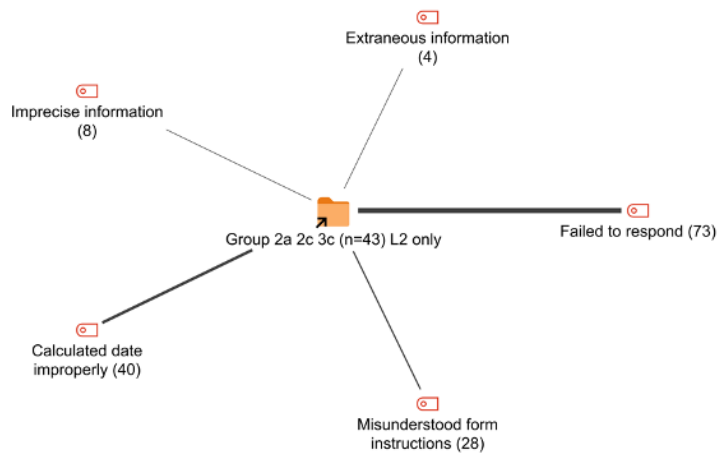 Extraneous information
(4)
Imprecise information
(8)
Group 2a 2c 3c (n=43) L2 only
Failed to respond (73)
Calculated date
improperly (40)
Misunderstood form
instructions (28)